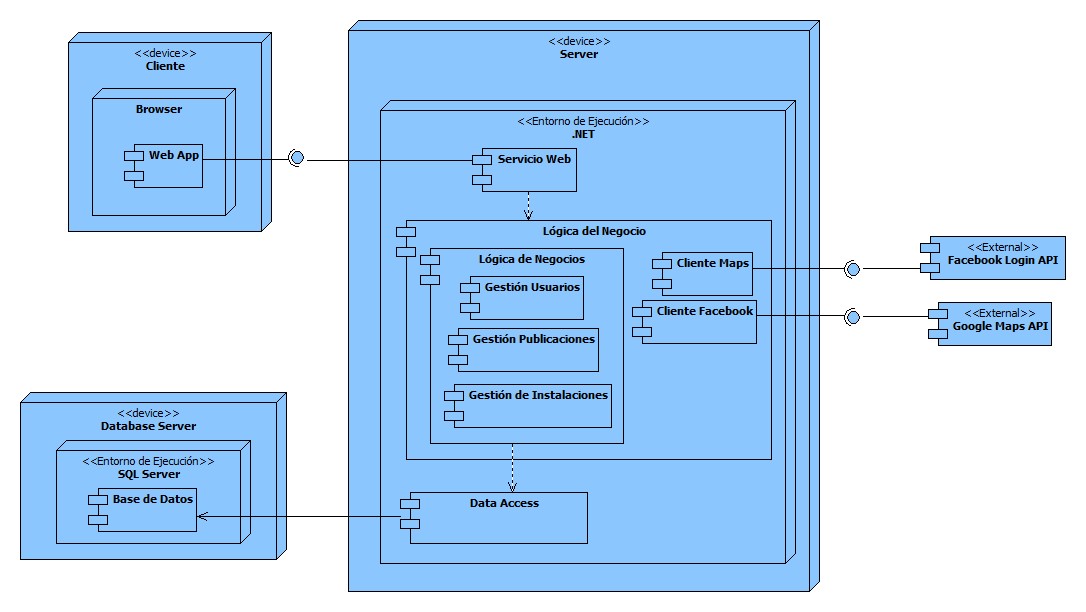 <<device>>
Cliente
Browser
Web App
<<device>>
Server
<<Entorno de Ejecución>>
.NET
Servicio Web
Lógica del Negocio
Lógica de Negocios
Gestión Usuarios
Gestión Publicaciones
Gestión de Instalaciones
Cliente Maps
Cliente Facebook
<<External>>
Facebook Login API
<<External>>
Google Maps API
<<device>>
Database Server
<<Entorno de Ejecución>>
SQL Server
Base de Datos
Data Access